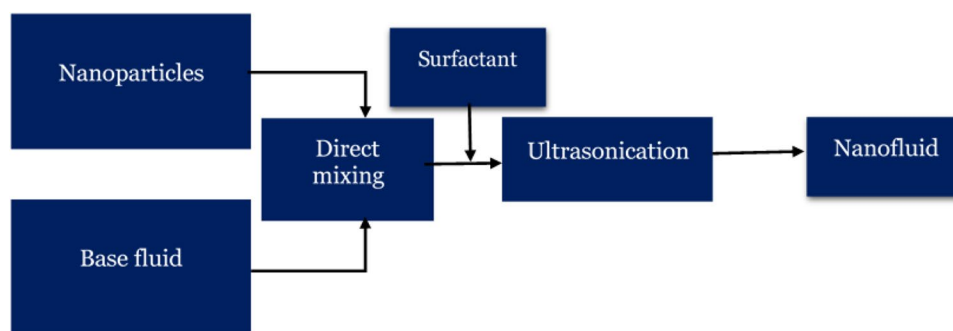 Nanoparticles
Surfactant
Direct
mixing
Ultrasonication
Nanofluid
Base fluid